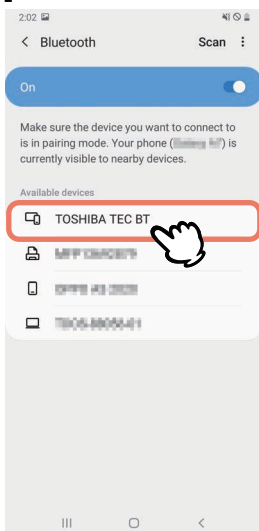 2:02
< Bluetooth Scan
On
Make sure the device you want to connect to
is in pairing mode. Your phone ( ) is
currently visible to nearby devices.
Available devices
TOSHIBA TEC BT